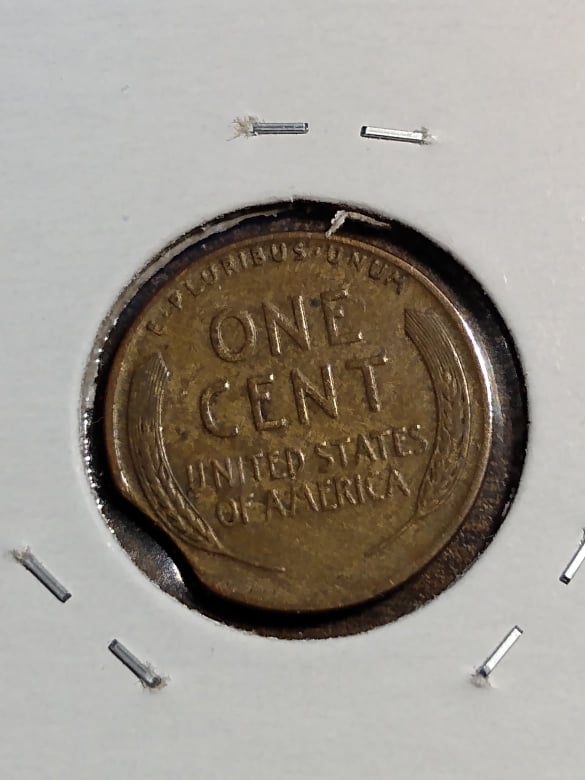 E·PLURIBUS·UNUM
ONE
CENT
UNITED STATES
OF AMERICA